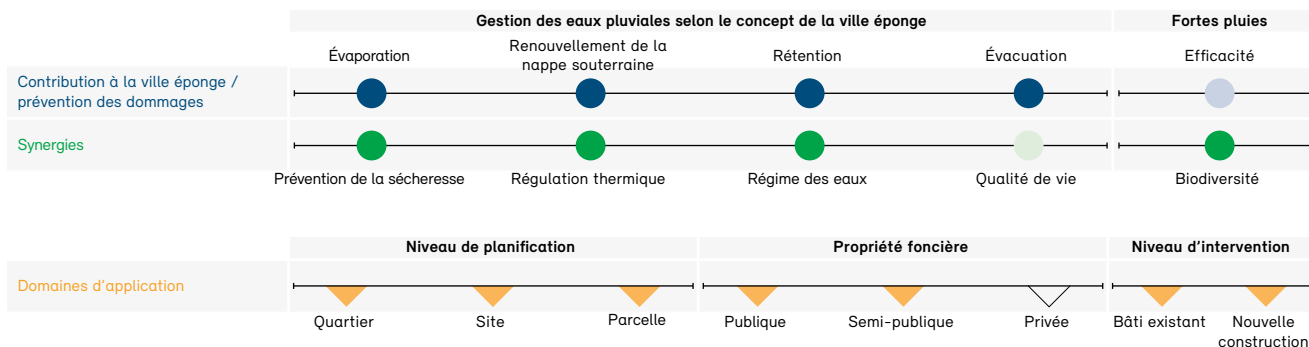 Gestion des eaux pluviales selon le concept de la ville éponge
Fortes pluies
Évaporation
Renouvellement de la
nappe souterraine
Rétention
Évacuation
Efficacité
Contribution à la ville éponge /
prévention des dommages
Synergies
Prévention de la sécheresse
Régulation thermique
Régime des eaux
Qualité de vie
Biodiversité
Niveau de planification
Propriété foncière
Niveau d'intervention
Domaines d'application
Quartier
Site
Parcelle
Publique
Semi-publique
Privée
Bâti existant
Nouvelle
construction